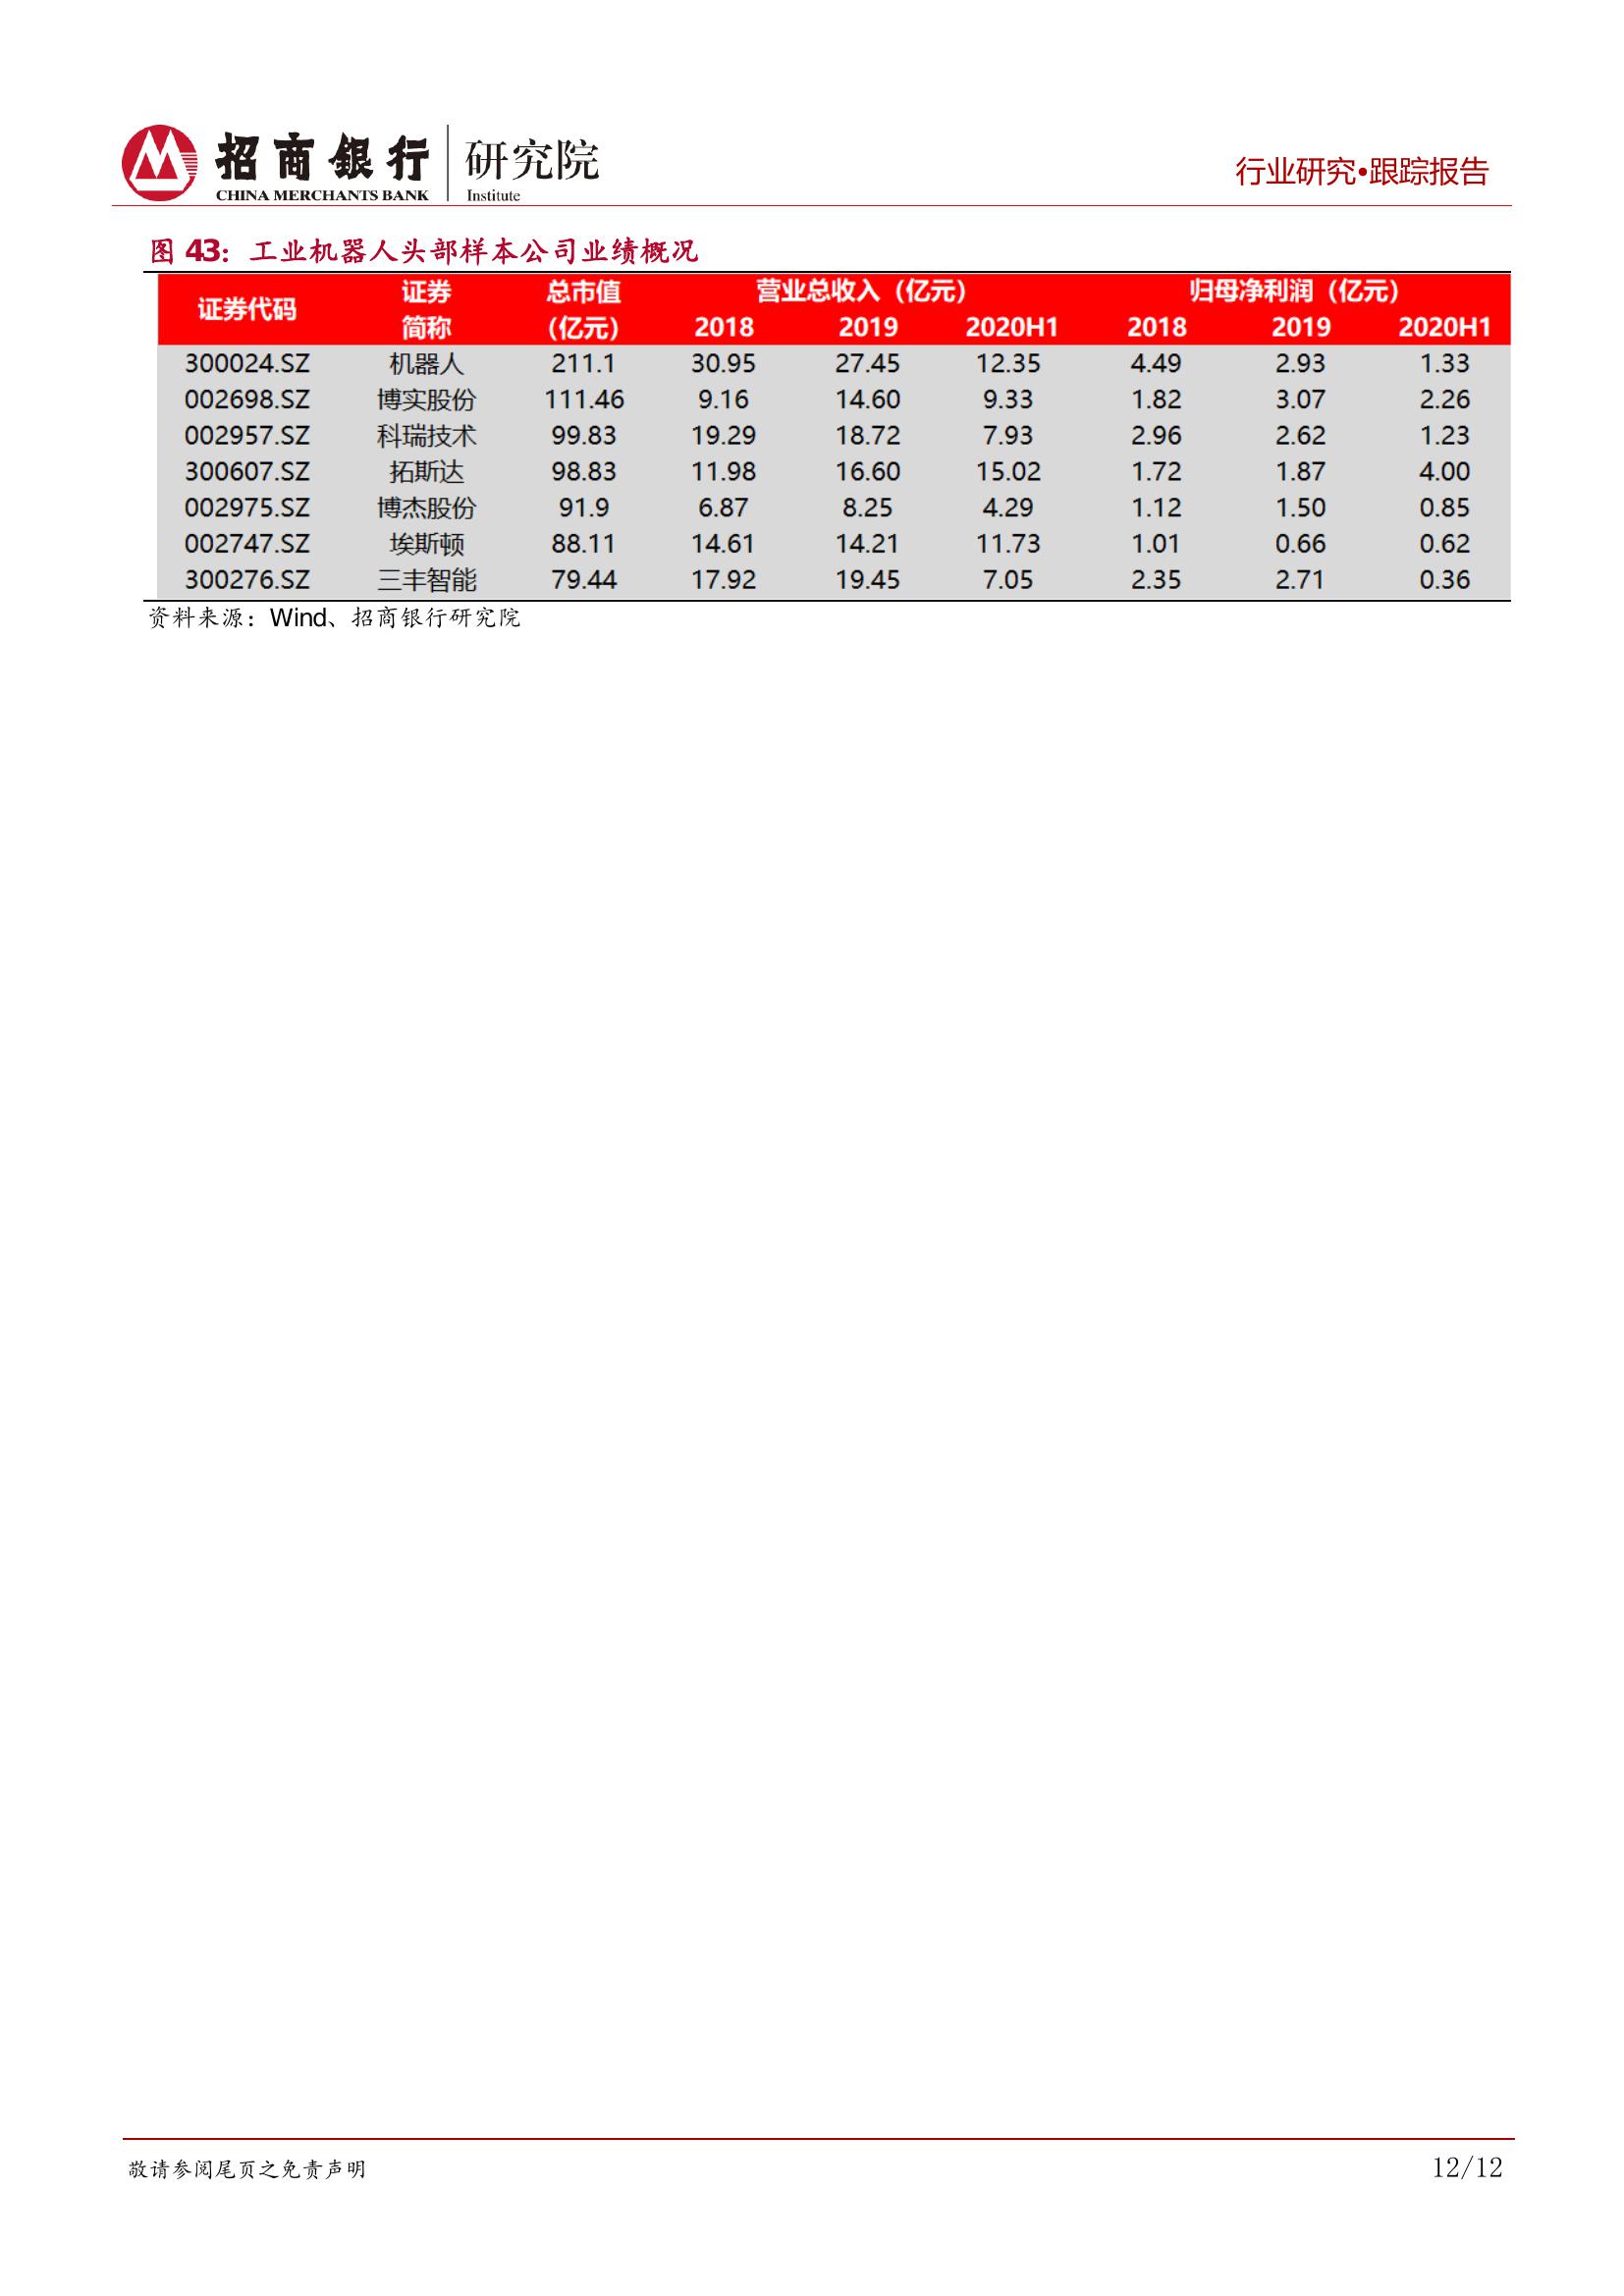 招商银行 研究院
CHINA MERCHANTS BANK Institute
行业研究•跟踪报告
图 43：工业机器人头部样本公司业绩概况
证券代码 证券简称 总市值（亿元） 营业总收入（亿元） 归母净利润（亿元）
2018 2019 2020H1 2018 2019 2020H1
300024.SZ 机器人 211.1 30.95 27.45 12.35 4.49 2.93 1.33
002698.SZ 博实股份 111.46 9.16 14.60 9.33 1.82 3.07 2.26
002957.SZ 科瑞技术 99.83 19.29 18.72 7.93 2.96 2.62 1.23
300607.SZ 拓斯达 98.83 11.98 16.60 15.02 1.72 1.87 4.00
002975.SZ 博杰股份 91.9 6.87 8.25 4.29 1.12 1.50 0.85
002747.SZ 埃斯顿 88.11 14.61 14.21 11.73 1.01 0.66 0.62
300276.SZ 三丰智能 79.44 17.92 19.45 7.05 2.35 2.71 0.36
资料来源：Wind、招商银行研究院
敬请参阅尾页之免责声明
12/12